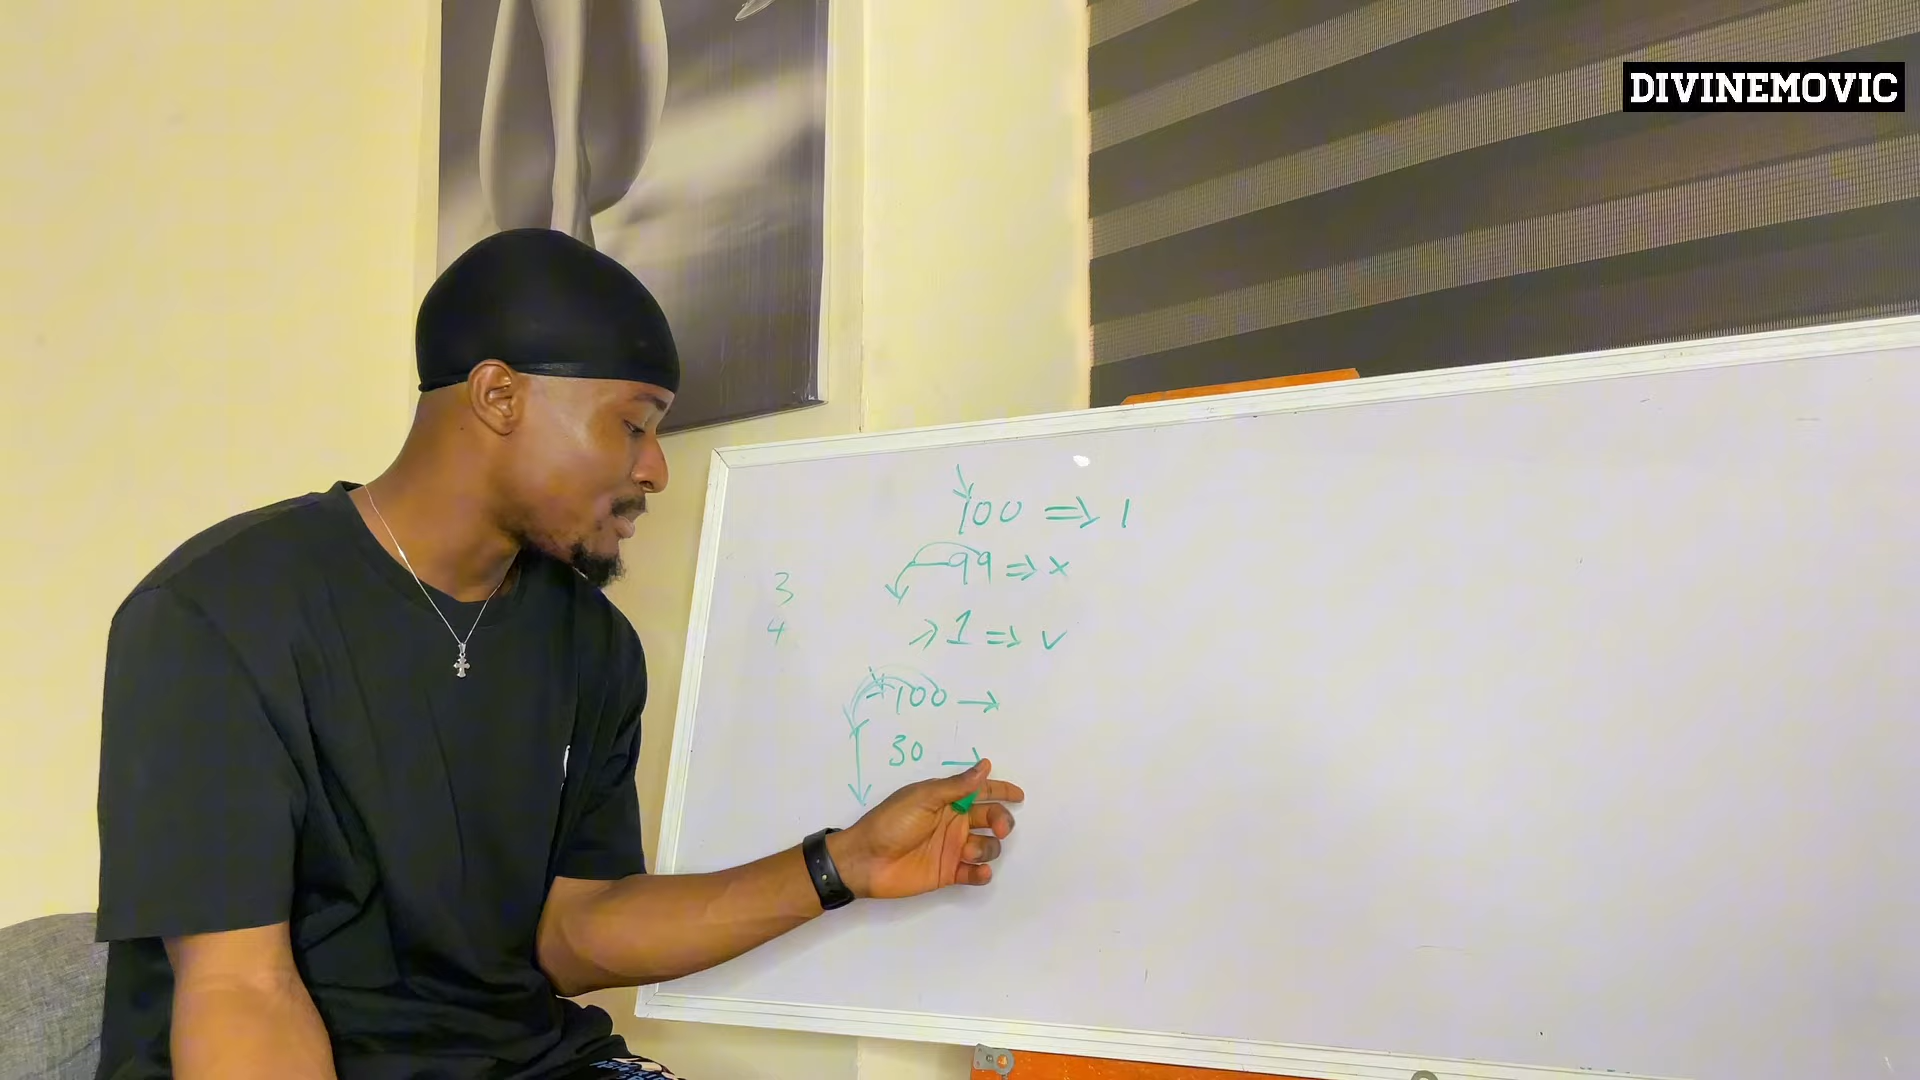 DIVINEMOVIC
100 => 1
99 => x
3
4
1 => v
100 →
30 →